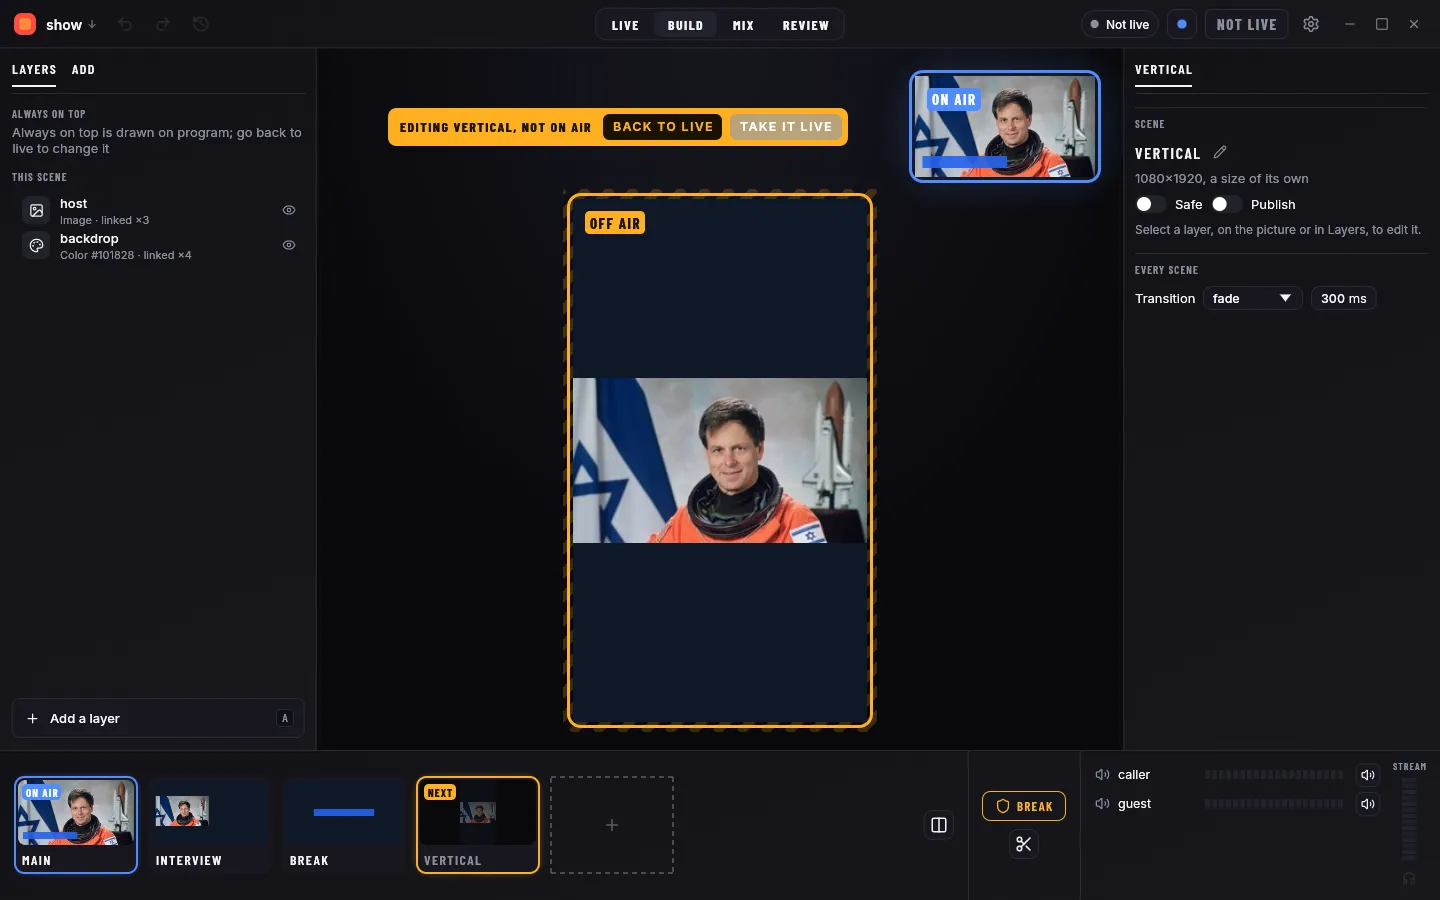 show
LIVE
BUILD
MIX
REVIEW
Not live
NOT LIVE
LAYERS
ADD
ALWAYS ON TOP
Always on top is drawn on program; go back to
live to change it
THIS SCENE
host
Image · linked ×3
backdrop
Color #101828 · linked ×4
Add a layer
A
EDITING VERTICAL, NOT ON AIR
BACK TO LIVE
TAKE IT LIVE
ON AIR
OFF AIR
VERTICAL
SCENE
VERTICAL
1080×1920, a size of its own
Safe
Publish
Select a layer, on the picture or in Layers, to edit it.
EVERY SCENE
Transition
fade
300 ms
ON AIR
MAIN
INTERVIEW
BREAK
NEXT
VERTICAL
BREAK
caller
guest
STREAM